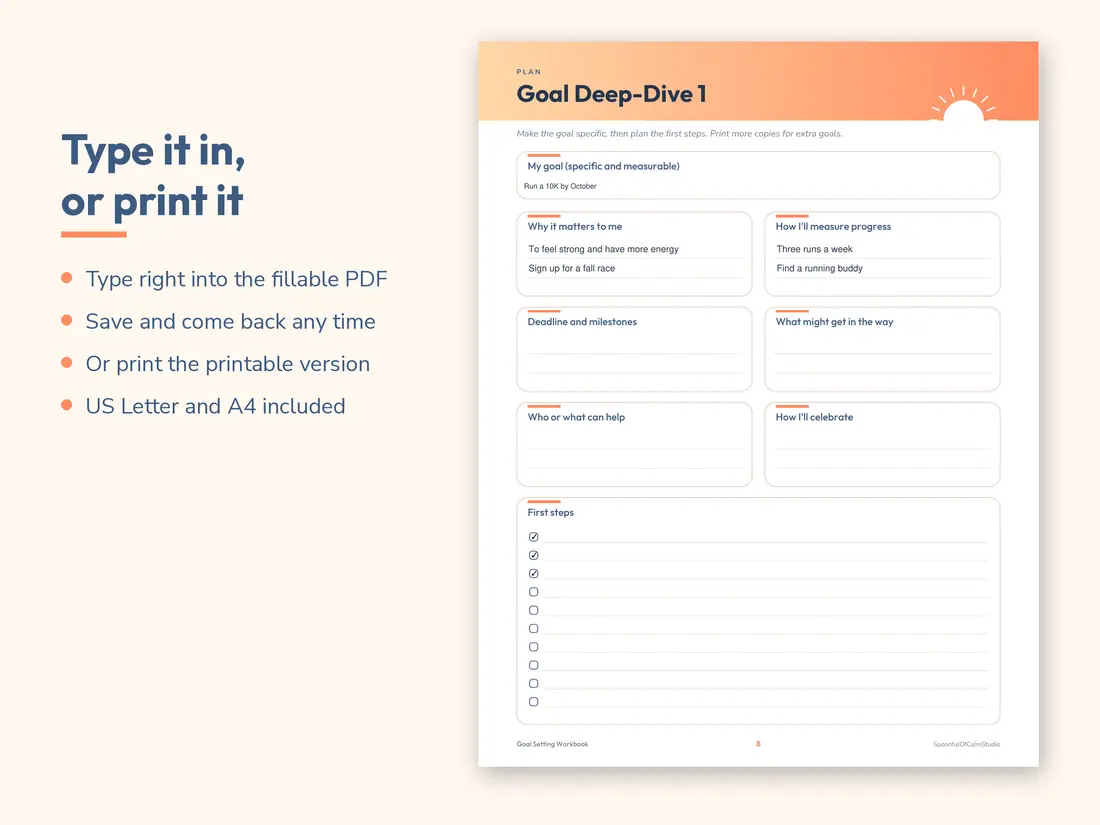 Type it in,
or print it
Type right into the fillable PDF
Save and come back any time
Or print the printable version
US Letter and A4 included
PLAN
Goal Deep-Dive 1
Make the goal specific, then plan the first steps. Print more copies for extra goals.
My goal (specific and measurable)
Run a 10K by October
Why it matters to me
To feel strong and have more energy
Sign up for a fall race
How I'll measure progress
Three runs a week
Find a running buddy
Deadline and milestones
What might get in the way
Who or what can help
How I'll celebrate
First steps
Goal Setting Workbook
8
SpoonfulOfCalmStudio